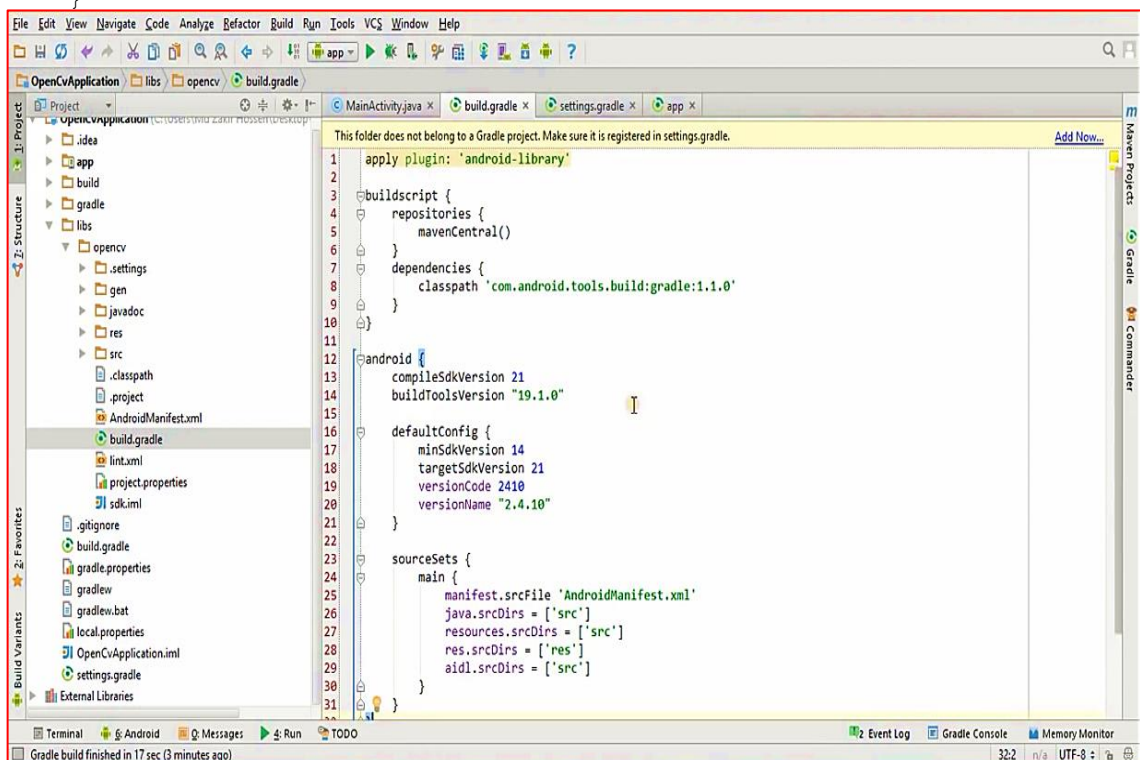 }
File Edit View Navigate Code Analyze Refactor Build Run Tools VCS Window Help
app
OpenCvApplication libs opencv build.gradle
Project
MainActivity.java × build.gradle × settings.gradle × app ×
1: Project
Z: Structure
2: Favorites
Build Variants
OpenCvApplication (C:\Users\Md Zakir Hossen\Desktop
.idea
app
build
gradle
libs
opencv
.settings
gen
javadoc
res
src
.classpath
.project
AndroidManifest.xml
build.gradle
lint.xml
project.properties
sdk.iml
.gitignore
build.gradle
gradle.properties
gradlew
gradlew.bat
local.properties
OpenCvApplication.iml
settings.gradle
External Libraries
This folder does not belong to a Gradle project. Make sure it is registered in settings.gradle. Add Now...
1 apply plugin: 'android-library'
2
3 buildscript {
4 repositories {
5 mavenCentral()
6 }
7 dependencies {
8 classpath 'com.android.tools.build:gradle:1.1.0'
9 }
10 }
11
12 android {
13 compileSdkVersion 21
14 buildToolsVersion "19.1.0"
15
16 defaultConfig {
17 minSdkVersion 14
18 targetSdkVersion 21
19 versionCode 2410
20 versionName "2.4.10"
21 }
22
23 sourceSets {
24 main {
25 manifest.srcFile 'AndroidManifest.xml'
26 java.srcDirs = ['src']
27 resources.srcDirs = ['src']
28 res.srcDirs = ['res']
29 aidl.srcDirs = ['src']
30 }
31 }
32 }
m Maven Projects
Gradle
Commander
Terminal 6: Android 0: Messages 4: Run TODO 2 Event Log Gradle Console Memory Monitor
Gradle build finished in 17 sec (3 minutes ago) 32:2 n/a UTF-8